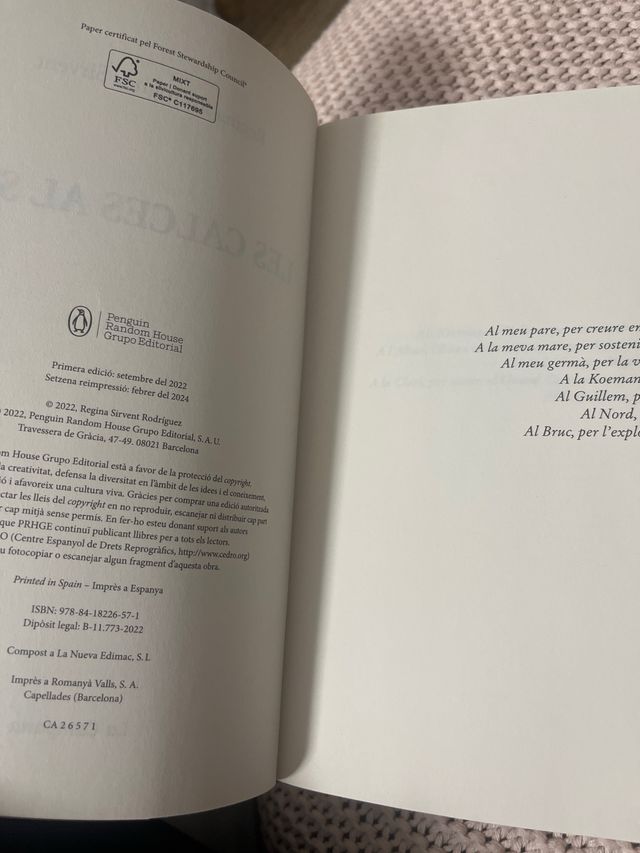 Paper certificat pel Forest Stewardship Council®
FSC
www.fsc.org
MIXT
Paper | Donant suport
a la silvicultura responsable
FSC® C117695
LES CALCES AL S
Penguin
Random House
Grupo Editorial
Primera edició: setembre del 2022
Setzena reimpressió: febrer del 2024
© 2022, Regina Sirvent Rodríguez
2022, Penguin Random House Grupo Editorial, S. A. U.
Travessera de Gràcia, 47-49. 08021 Barcelona
House Grupo Editorial està a favor de la protecció del copyright.
la creativitat, defensa la diversitat en l'àmbit de les idees i el coneixement,
i afavoreix una cultura viva. Gràcies per comprar una edició autoritzada
les lleis del copyright en no reproduir, escanejar ni distribuir cap part
cap mitjà sense permís. En fer-ho esteu donant suport als autors
que PRHGE continuï publicant llibres per a tots els lectors.
(Centre Espanyol de Drets Reprogràfics, http://www.cedro.org)
fotocopiar o escanejar algun fragment d'aquesta obra.
Printed in Spain – Imprès a Espanya
ISBN: 978-84-18226-57-1
Dipòsit legal: B-11.773-2022
Compost a La Nueva Edimac, S. L
Imprès a Romanyà Valls, S. A.
Capellades (Barcelona)
CA 2 6 5 7 1
Al meu pare, per creure en
A la meva mare, per sosteni
Al meu germà, per la v
A la Koeman
Al Guillem, p
Al Nord,
Al Bruc, per l'explo